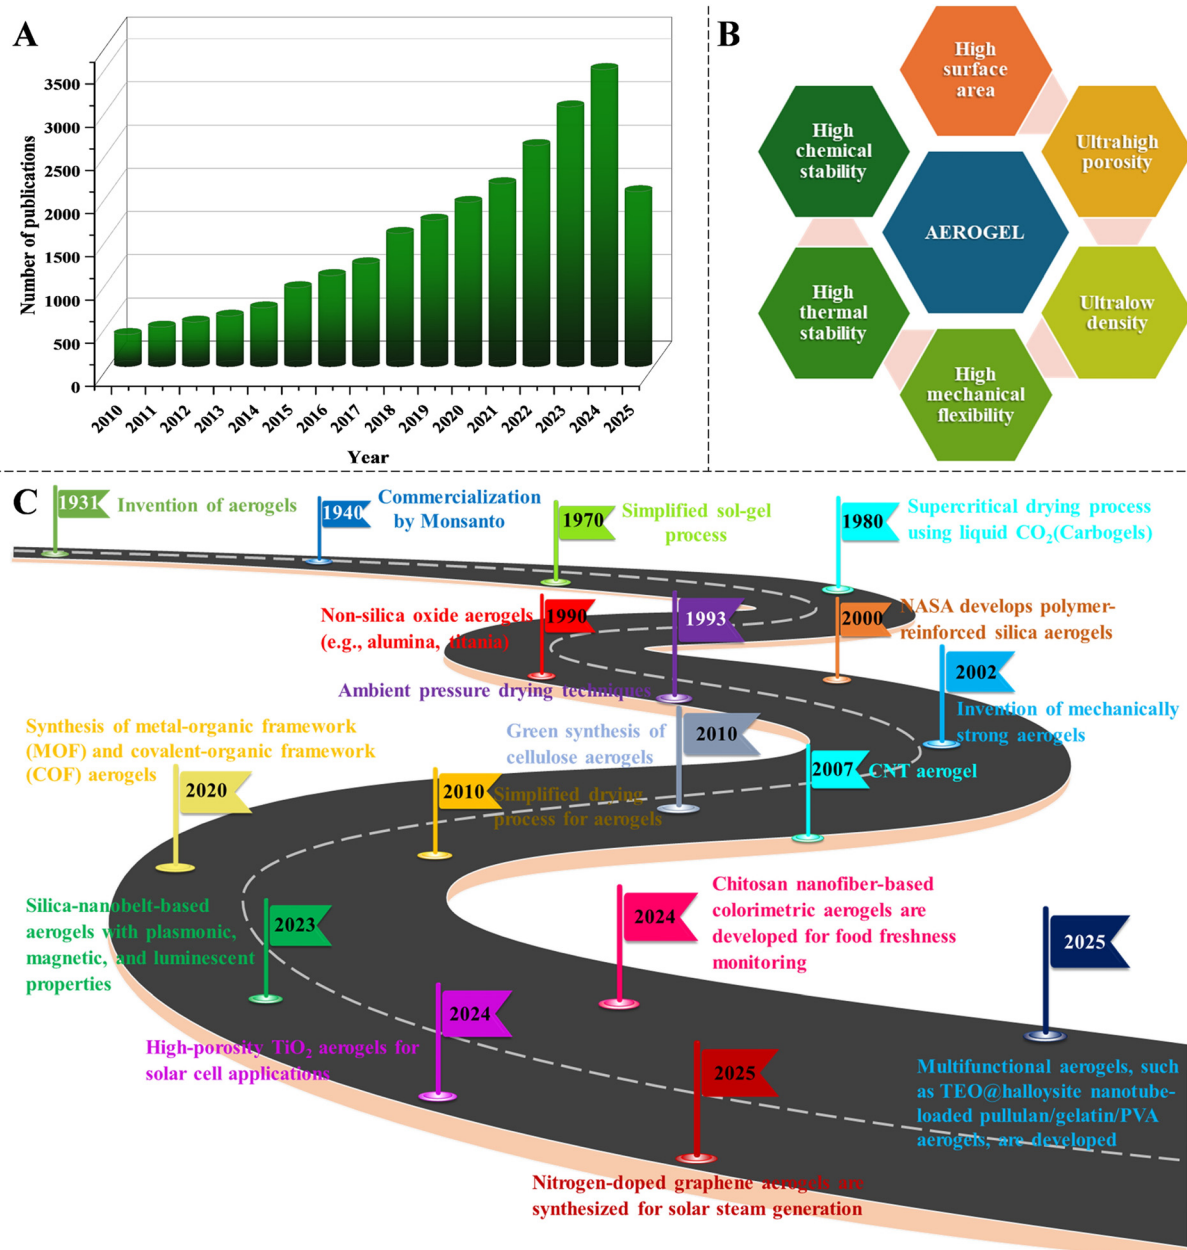 A
Number of publications
3500
3000
2500
2000
1500
1000
500
0
2010
2011
2012
2013
2014
2015
2016
2017
2018
2019
2020
2021
2022
2023
2024
2025
Year
B
High
surface
area
High
chemical
stability
Ultrahigh
porosity
AEROGEL
High
thermal
stability
Ultralow
density
High
mechanical
flexibility
C
1931
Invention of aerogels
1940
Commercialization
by Monsanto
1970
Simplified sol-gel
process
1980
Supercritical drying process
using liquid CO₂(Carbogels)
Non-silica oxide aerogels
(e.g., alumina, titania)
1990
1993
Ambient pressure drying techniques
2000
NASA develops polymer-
reinforced silica aerogels
2002
Invention of mechanically
strong aerogels
Synthesis of metal-organic framework
(MOF) and covalent-organic framework
(COF) aerogels
2020
Green synthesis of
cellulose aerogels
2010
2007
CNT aerogel
2010
Simplified drying
process for aerogels
Silica-nanobelt-based
aerogels with plasmonic,
magnetic, and luminescent
properties
2023
2024
Chitosan nanofiber-based
colorimetric aerogels are
developed for food freshness
monitoring
2025
2024
High-porosity TiO₂ aerogels for
solar cell applications
2025
Multifunctional aerogels, such
as TEO@halloysite nanotube-
loaded pullulan/gelatin/PVA
aerogels, are developed
Nitrogen-doped graphene aerogels are
synthesized for solar steam generation